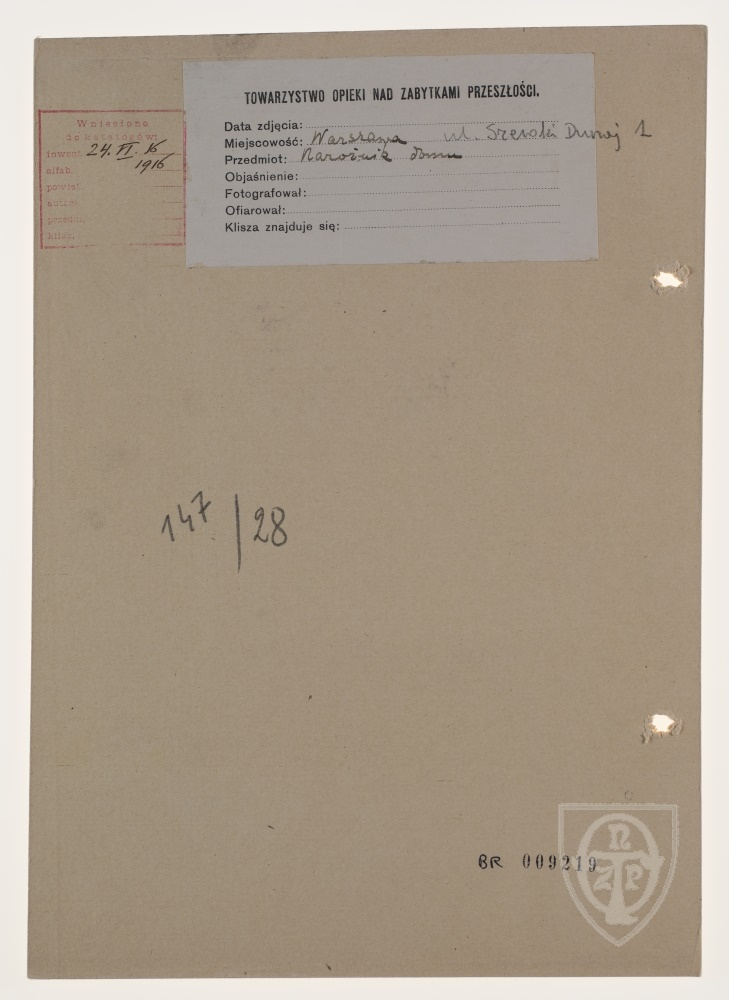 TOWARZYSTWO OPIEKI NAD ZABYTKAMI PRZESZŁOŚCI.
Data zdjęcia:
Miejscowość: Warszawa ul. Szeroki Dunaj 1
Przedmiot: Narożnik domu
Objaśnienie:
Fotografował:
Ofiarował:
Klisza znajduje się:
Wniesiono
do katalogów:
inwent. 24. VI. 16
alfab. 1916
powiat.
autor.
przedm.
klisz.
147/28
BR 009219
TONZP